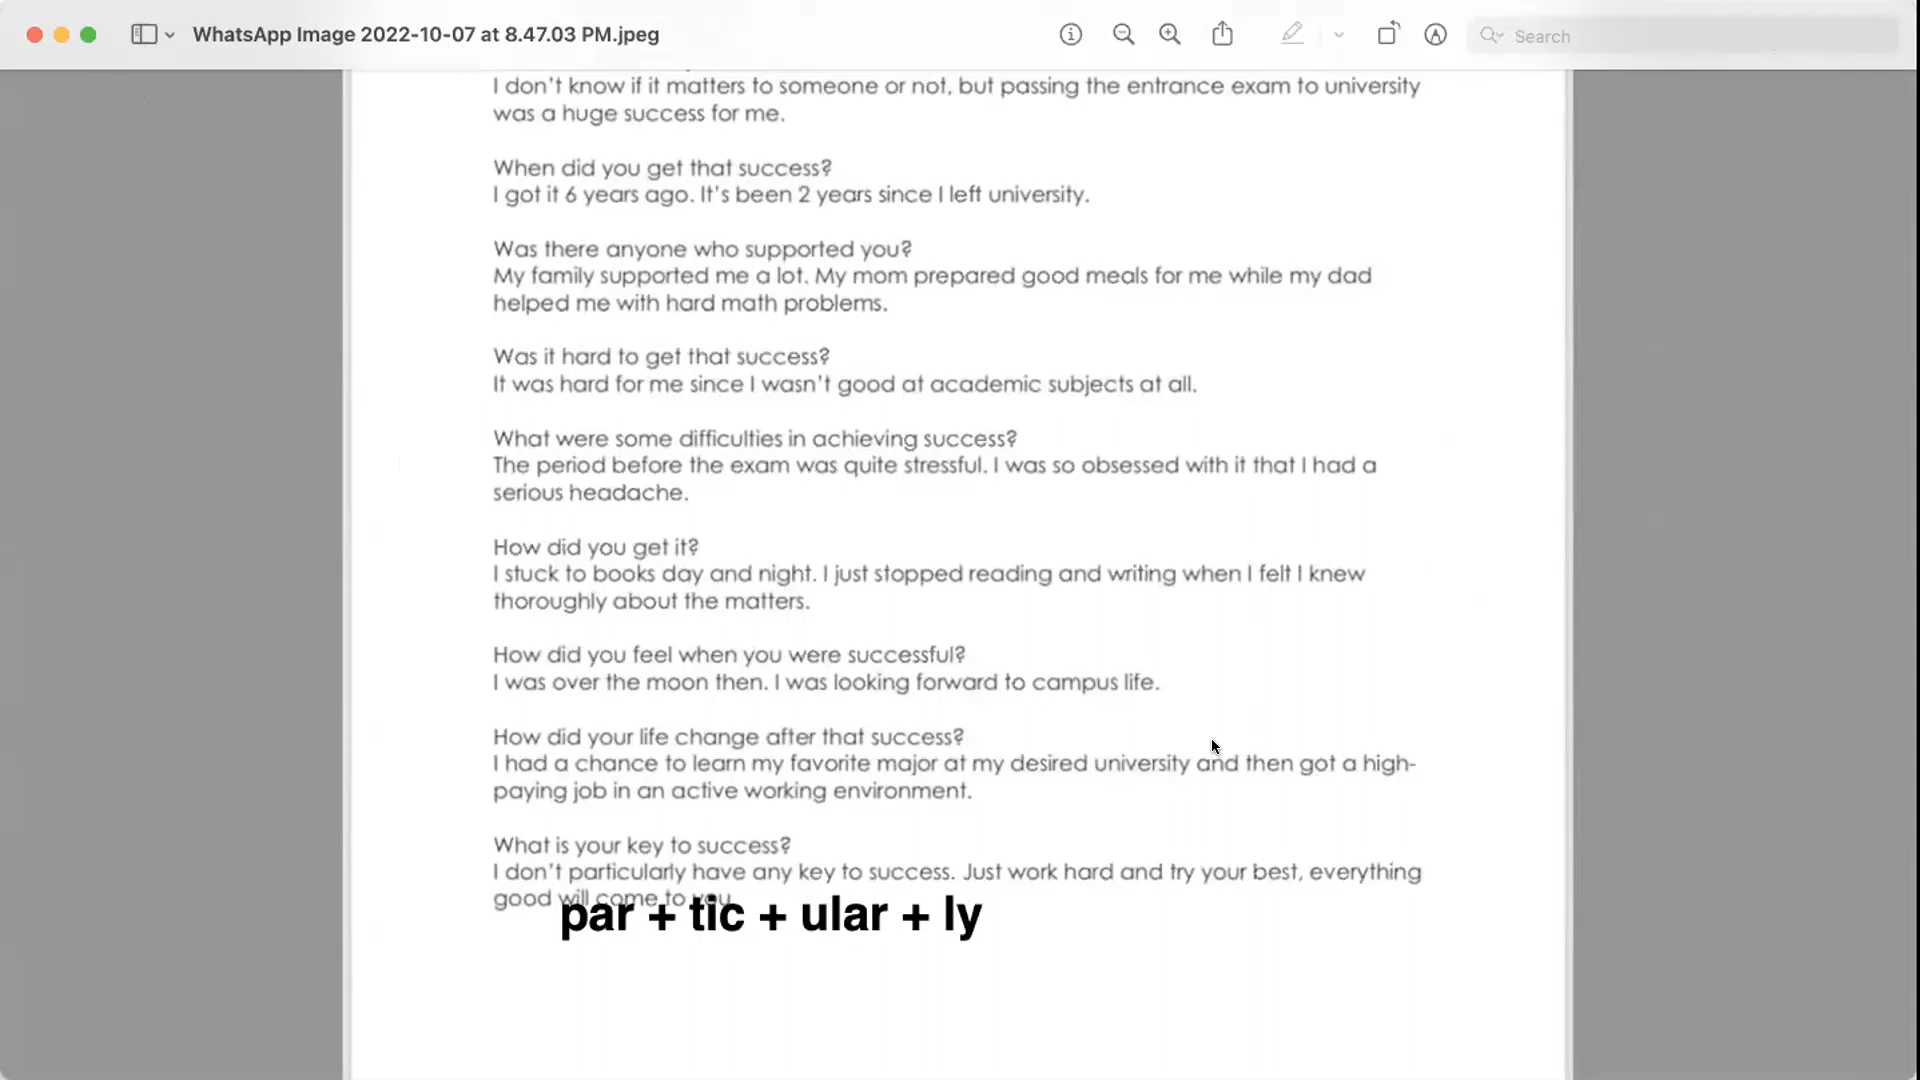 WhatsApp Image 2022-10-07 at 8.47.03 PM.jpeg
Search
I don't know if it matters to someone or not, but passing the entrance exam to university
was a huge success for me.
When did you get that success?
I got it 6 years ago. It's been 2 years since I left university.
Was there anyone who supported you?
My family supported me a lot. My mom prepared good meals for me while my dad
helped me with hard math problems.
Was it hard to get that success?
It was hard for me since I wasn't good at academic subjects at all.
What were some difficulties in achieving success?
The period before the exam was quite stressful. I was so obsessed with it that I had a
serious headache.
How did you get it?
I stuck to books day and night. I just stopped reading and writing when I felt I knew
thoroughly about the matters.
How did you feel when you were successful?
I was over the moon then. I was looking forward to campus life.
How did your life change after that success?
I had a chance to learn my favorite major at my desired university and then got a high-
paying job in an active working environment.
What is your key to success?
I don't particularly have any key to success. Just work hard and try your best, everything
good will come to you
par + tic + ular + ly